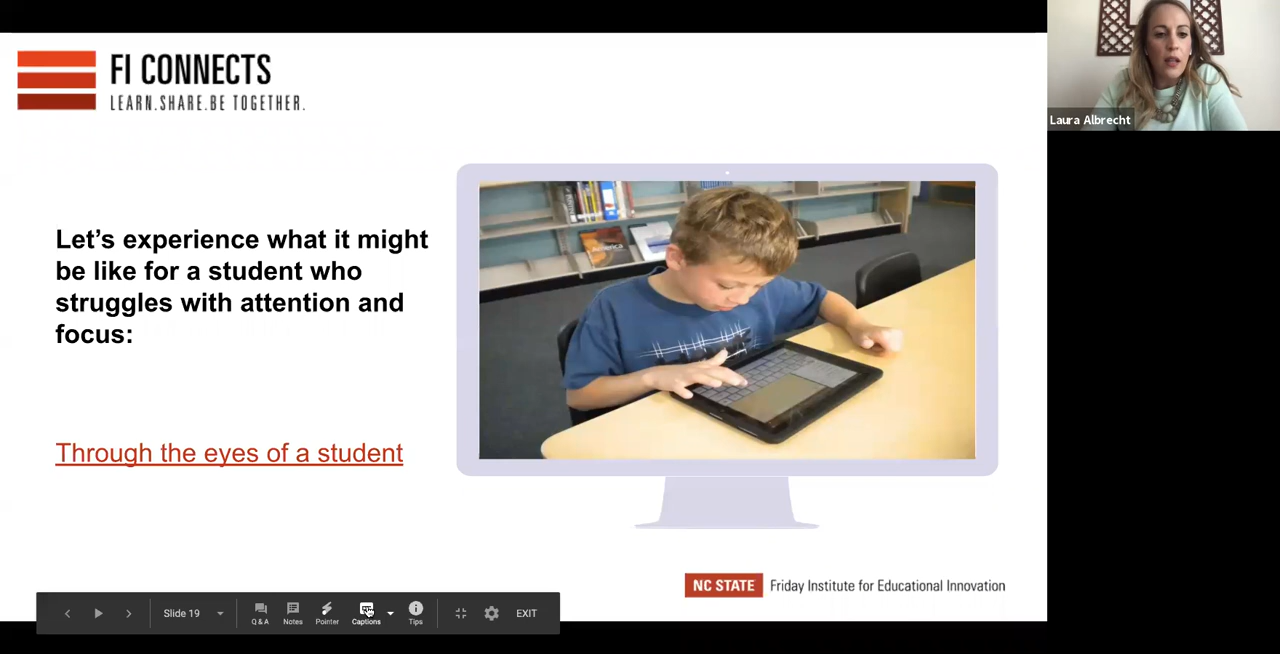 FI CONNECTS
LEARN.SHARE.BE TOGETHER.
Laura Albrecht
Let's experience what it might
be like for a student who
struggles with attention and
focus:
Through the eyes of a student
America
NC STATE Friday Institute for Educational Innovation
Slide 19
Q & A
Notes
Pointer
Captions
Tips
EXIT